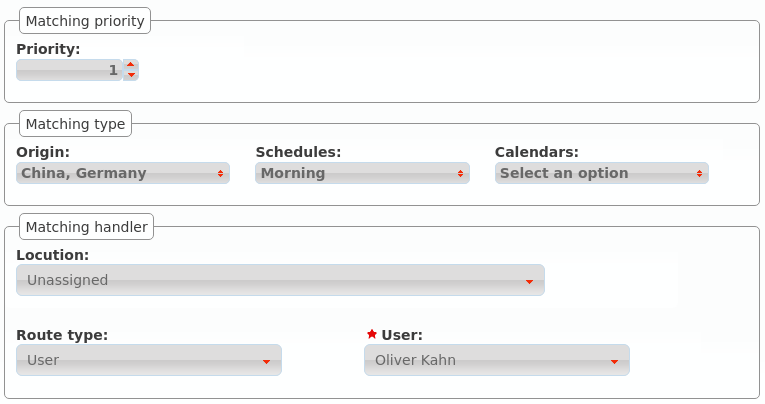 Matching priority
Priority:
1
Matching type
Origin: Schedules: Calendars:
China, Germany Morning Select an option
Matching handler
Locution:
Unassigned
Route type: User:
User Oliver Kahn